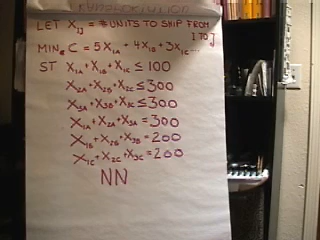 LET Xij = # UNITS TO SHIP FROM
I TO J
MIN. C = 5X1A + 4X1B + 3X1C ...
ST X1A + X1B + X1C ≤ 100
X2A + X2B + X2C ≤ 300
X3A + X3B + X3C ≤ 300
X1A + X2A + X3A = 300
X1B + X2B + X3B = 200
X1C + X2C + X3C = 200
NN